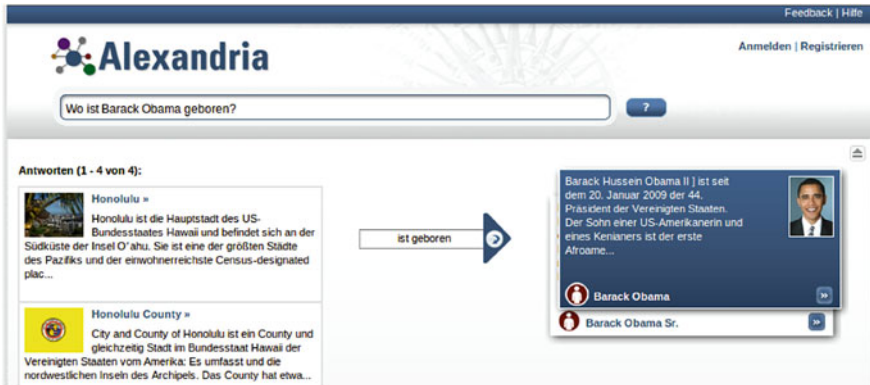 Feedback | Hilfe
Alexandria
Anmelden | Registrieren
Wo ist Barack Obama geboren?
?
Antworten (1 - 4 von 4):
Honolulu »
Honolulu ist die Hauptstadt des US-
Bundesstaates Hawaii und befindet sich an der
Südküste der Insel O'ahu. Sie ist eine der größten Städte
des Pazifiks und der einwohnerreichste Census-designated
plac...
Honolulu County »
City and County of Honolulu ist ein County und
gleichzeitig Stadt im Bundesstaat Hawaii der
Vereinigten Staaten vom Amerika: Es umfasst und die
nordwestlichen Inseln des Archipels. Das County hat etwa...
ist geboren
Barack Hussein Obama II ] ist seit
dem 20. Januar 2009 der 44.
Präsident der Vereinigten Staaten.
Der Sohn einer US-Amerikanerin und
eines Kenianers ist der erste
Afroame...
Barack Obama
Barack Obama Sr.